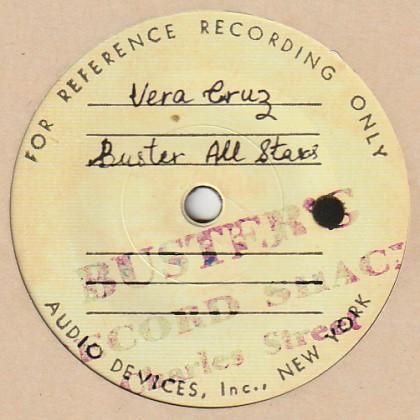 FOR REFERENCE RECORDING ONLY
Vera Cruz
Buster All Stars
BUSTER'S
RECORD SHACK
Charles Street
AUDIO DEVICES, Inc., NEW YORK